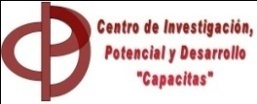 Centro de Investigación,
Potencial y Desarrollo
"Capacitas"